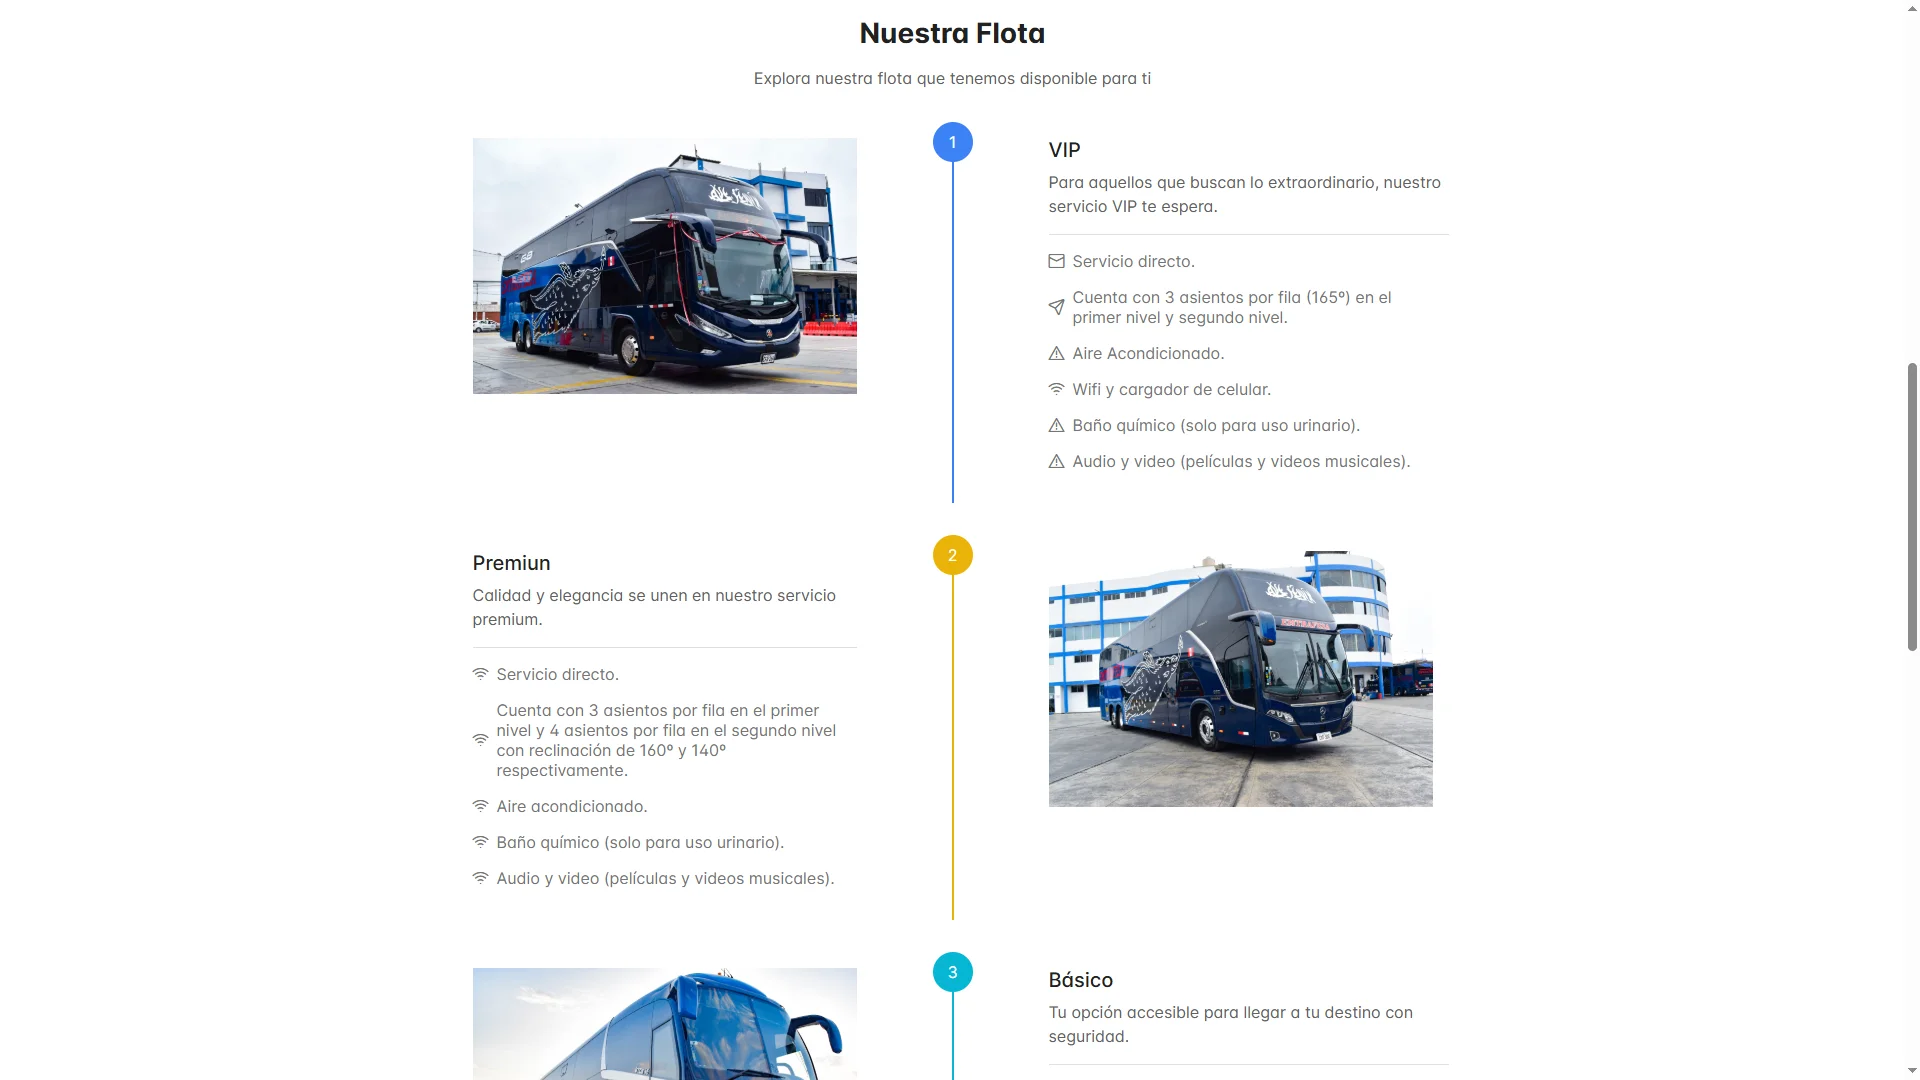 Nuestra Flota
Explora nuestra flota que tenemos disponible para ti
1
VIP
Para aquellos que buscan lo extraordinario, nuestro
servicio VIP te espera.
Servicio directo.
Cuenta con 3 asientos por fila (165º) en el
primer nivel y segundo nivel.
Aire Acondicionado.
Wifi y cargador de celular.
Baño químico (solo para uso urinario).
Audio y video (películas y videos musicales).
2
Premiun
Calidad y elegancia se unen en nuestro servicio
premium.
Servicio directo.
Cuenta con 3 asientos por fila en el primer
nivel y 4 asientos por fila en el segundo nivel
con reclinación de 160º y 140º
respectivamente.
Aire acondicionado.
Baño químico (solo para uso urinario).
Audio y video (películas y videos musicales).
3
Básico
Tu opción accesible para llegar a tu destino con
seguridad.